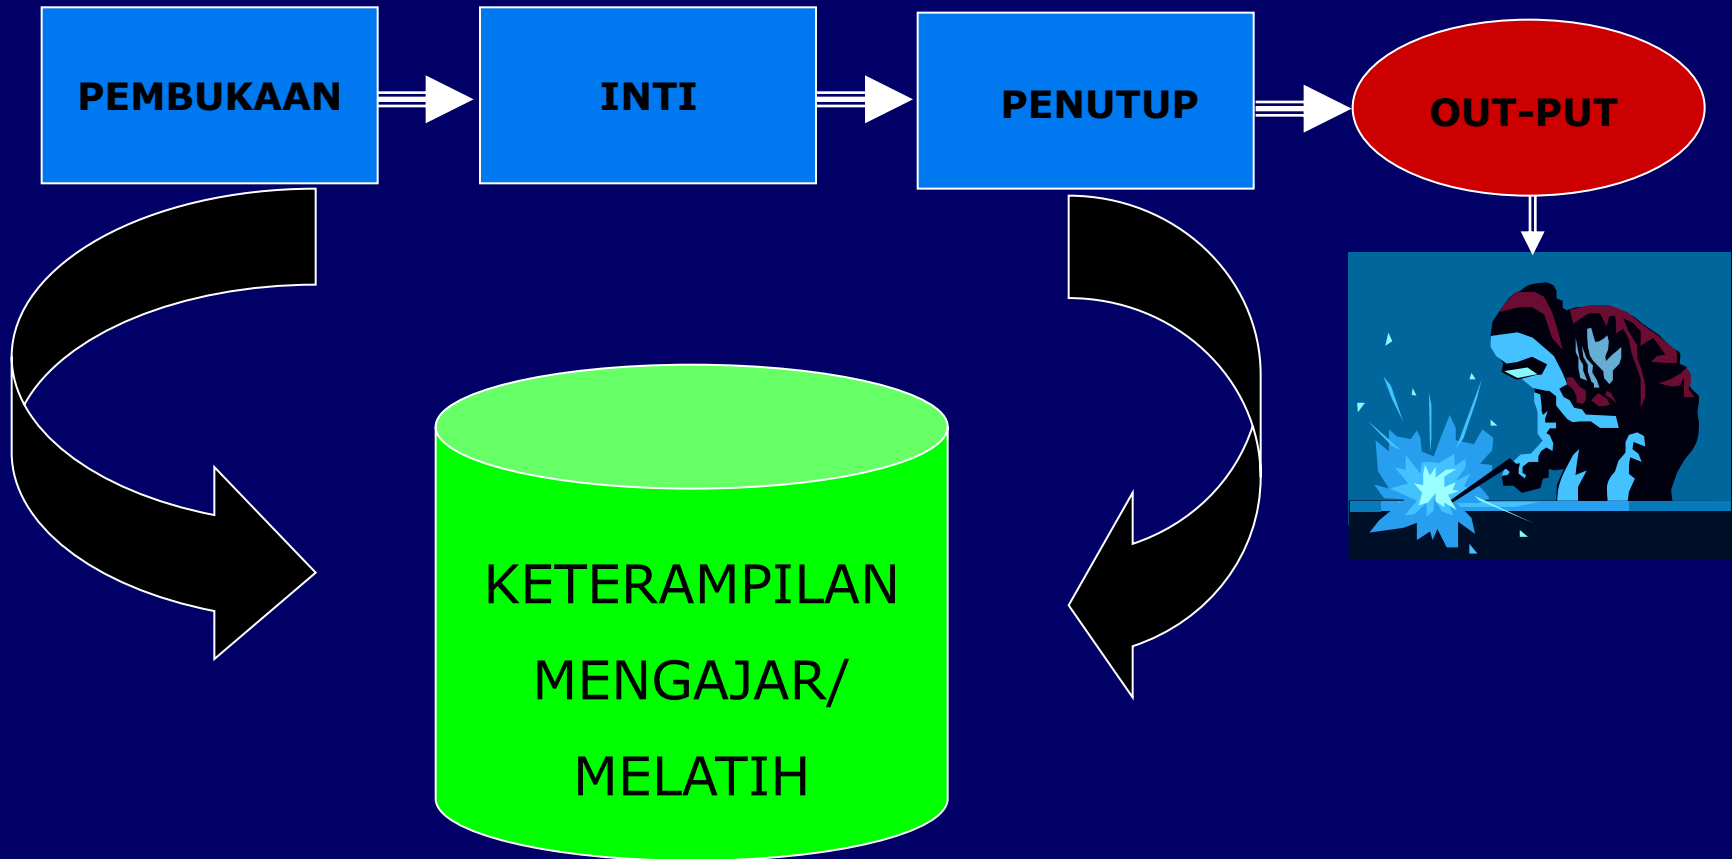 PEMBUKAAN
INTI
PENUTUP
OUT-PUT
KETERAMPILAN
MENGAJAR/
MELATIH